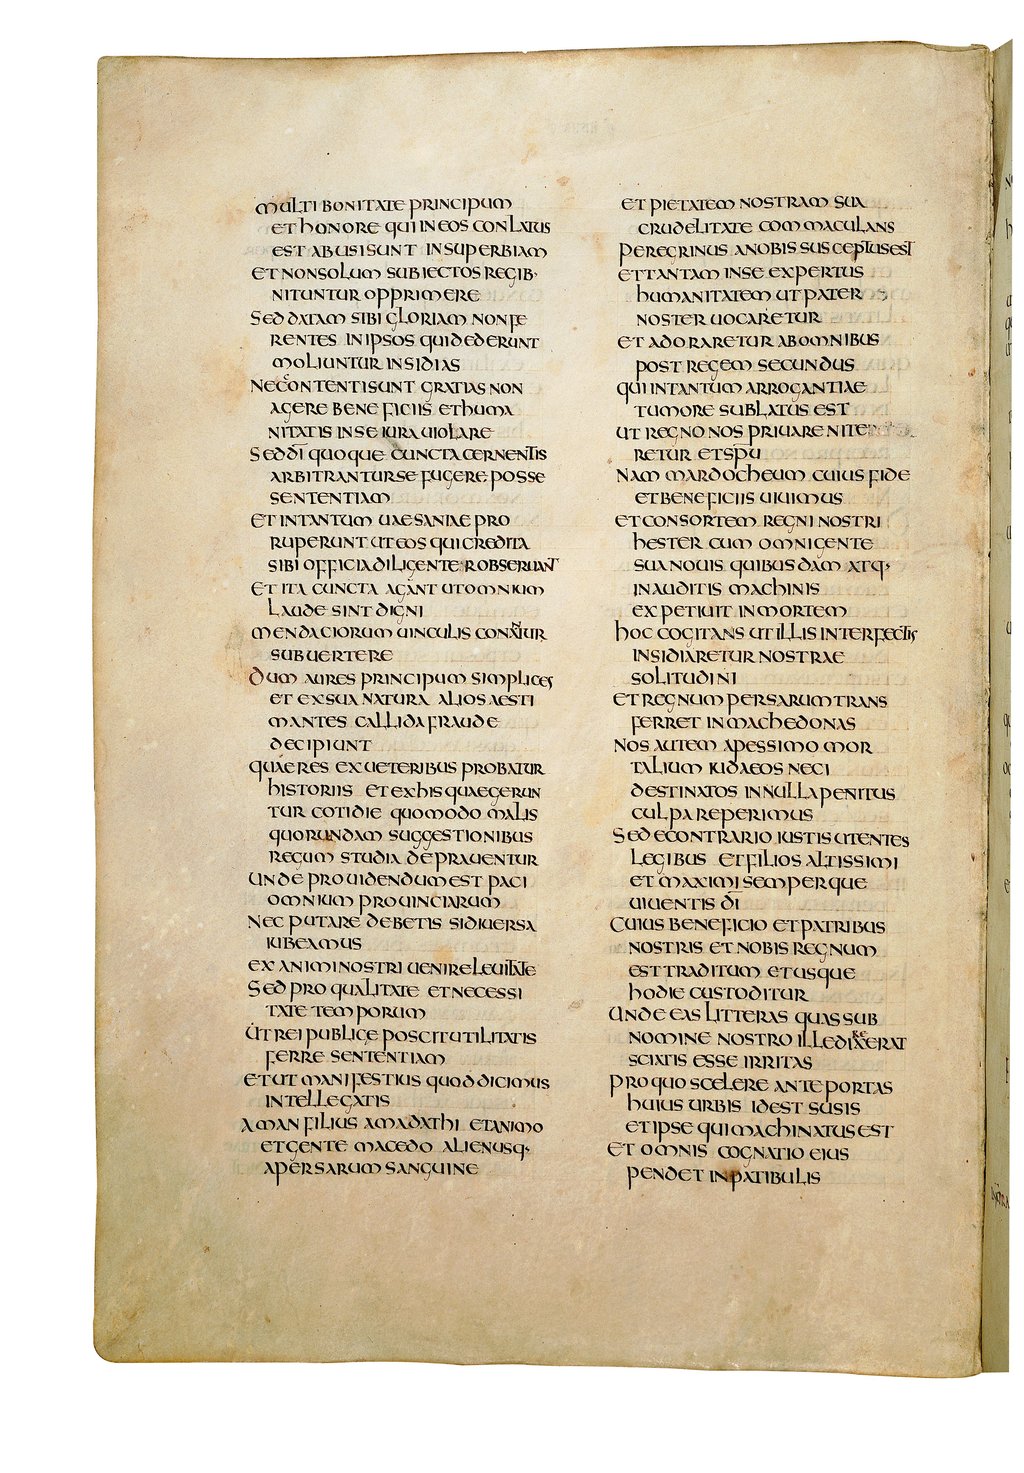 MULTI BONITATE PRINCIPUM
ET HONORE QUI IN EOS CONLATUS
EST ABUSI SUNT IN SUPERBIAM
ET NON SOLUM SUBIECTOS REGIB·
NITUNTUR OPPRIMERE
SED DATAM SIBI GLORIAM NON FE
RENTES IN IPSOS QUI DEDERUNT
MOLIUNTUR INSIDIAS
NEC CONTENTI SUNT GRATIAS NON
AGERE BENEFICIIS ET HUMA
NITATIS IN SE IURA UIOLARE
SED DĪ QUOQUE CUNCTA CERNENTIS
ARBITRANTUR SE FUGERE POSSE
SENTENTIAM
ET IN TANTUM UAESANIAE PRO
RUPERUNT UT EOS QUI CREDITA
SIBI OFFICIA DILIGENTER OBSERUANT
ET ITA CUNCTA AGANT UT OMNIUM
LAUDE SINT DIGNI
MENDACIORUM UINCULIS CONANTUR
SUBUERTERE
DUM AURES PRINCIPUM SIMPLICES
ET EX SUA NATURA ALIOS AESTI
MANTES CALLIDA FRAUDE
DECIPIUNT
QUAE RES EX UETERIBUS PROBATUR
HISTORIIS ET EX HIS QUAE GERUN
TUR COTIDIE QUOMODO MALIS
QUORUNDAM SUGGESTIONIBUS
REGUM STUDIA DEPRAUENTUR
UNDE PROUIDENDUM EST PACI
OMNIUM PROUINCIARUM
NEC PUTARE DEBETIS SI DIUERSA
IUBEAMUS
EX ANIMI NOSTRI UENIRE LEUITATE
SED PRO QUALITATE ET NECESSI
TATE TEMPORUM
UT REI PUBLICE POSCIT UTILITATIS
FERRE SENTENTIAM
ET UT MANIFESTIUS QUOD DICIMUS
INTELLEGATIS
AMAN FILIUS AMADATHI ET ANIMO
ET GENTE MACEDO ALIENUSQ·
A PERSARUM SANGUINE
ET PIETATEM NOSTRAM SUA
CRUDELITATE COMMACULANS
PEREGRINUS A NOBIS SUSCEPTUS EST
ET TANTAM IN SE EXPERTUS
HUMANITATEM UT PATER
NOSTER UOCARETUR
ET ADORARETUR AB OMNIBUS
POST REGEM SECUNDUS
QUI IN TANTUM ARROGANTIAE
TUMORE SUBLATUS EST
UT REGNO NOS PRIUARE NITE
RETUR ET SPŪ
NAM MARDOCHEUM CUIUS FIDE
ET BENEFICIIS UIUIMUS
ET CONSORTEM REGNI NOSTRI
HESTER CUM OMNI GENTE
SUA NOUIS QUIBUSDAM ATQ·
INAUDITIS MACHINIS
EXPETIUIT IN MORTEM
HOC COGITANS UT ILLIS INTERFECTIS
INSIDIARETUR NOSTRAE
SOLITUDINI
ET REGNUM PERSARUM TRANS
FERRET IN MACHEDONAS
NOS AUTEM A PESSIMO MOR
TALIUM IUDAEOS NECI
DESTINATOS IN NULLA PENITUS
CULPA REPERIMUS
SED E CONTRARIO IUSTIS UTENTES
LEGIBUS ET FILIOS ALTISSIMI
ET MAXIMI SEMPERQUE
UIUENTIS DĪ
CUIUS BENEFICIO ET PATRIBUS
NOSTRIS ET NOBIS REGNUM
EST TRADITUM ET USQUE
HODIE CUSTODITUR
UNDE EAS LITTERAS QUAS SUB
NOMINE NOSTRO ILLE DIREXERAT
SCIATIS ESSE IRRITAS
PRO QUO SCELERE ANTE PORTAS
HUIUS URBIS ID EST SUSIS
ET IPSE QUI MACHINATUS EST
ET OMNIS COGNATIO EIUS
PENDET IN PATIBULIS